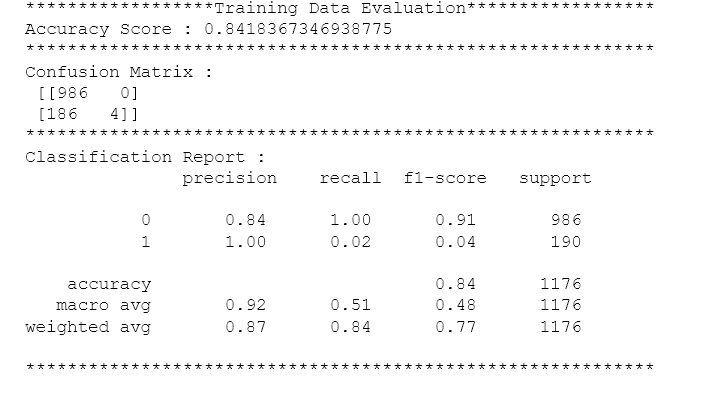 ******************Training Data Evaluation******************
Accuracy Score : 0.8418367346938775
************************************************************
Confusion Matrix :
 [[986   0]
 [186   4]]
************************************************************
Classification Report :
               precision    recall  f1-score   support

           0       0.84      1.00      0.91       986
           1       1.00      0.02      0.04       190

    accuracy                           0.84      1176
   macro avg       0.92      0.51      0.48      1176
weighted avg       0.87      0.84      0.77      1176

************************************************************